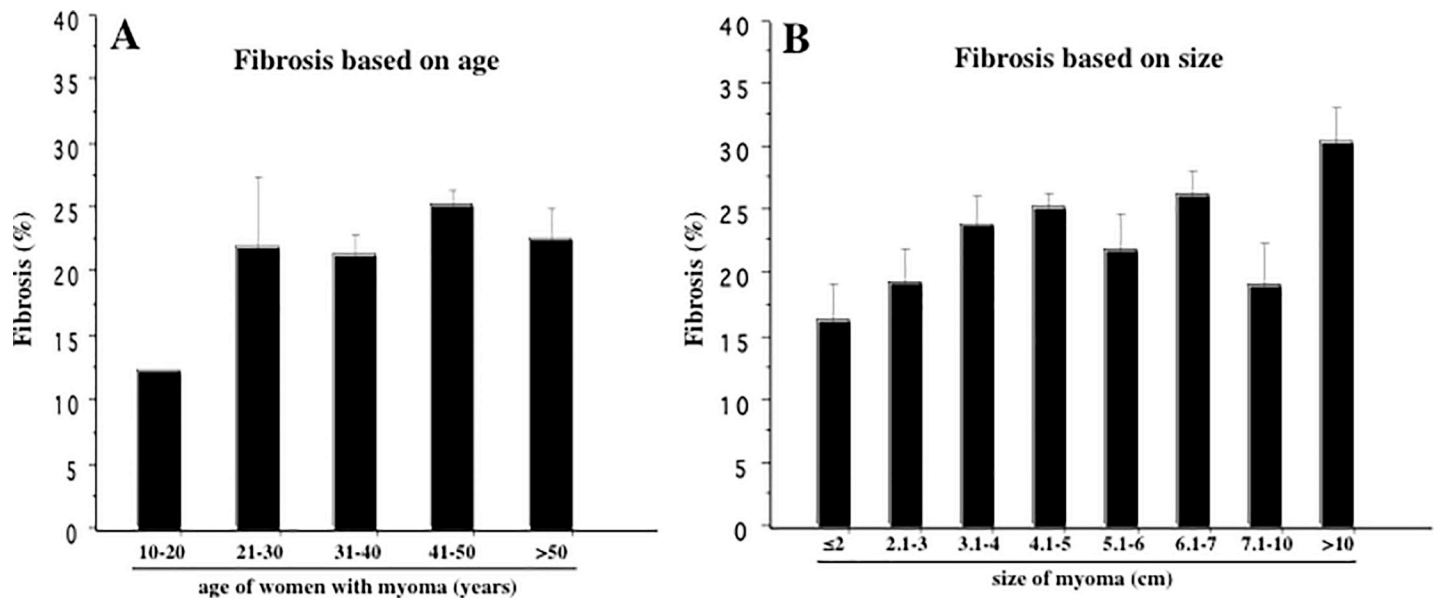 A
Fibrosis based on age
Fibrosis (%)
40
35
30
25
20
15
10
5
0
10-20 21-30 31-40 41-50 >50
age of women with myoma (years)
B
Fibrosis based on size
Fibrosis (%)
40
35
30
25
20
15
10
5
0
≤2 2.1-3 3.1-4 4.1-5 5.1-6 6.1-7 7.1-10 >10
size of myoma (cm)